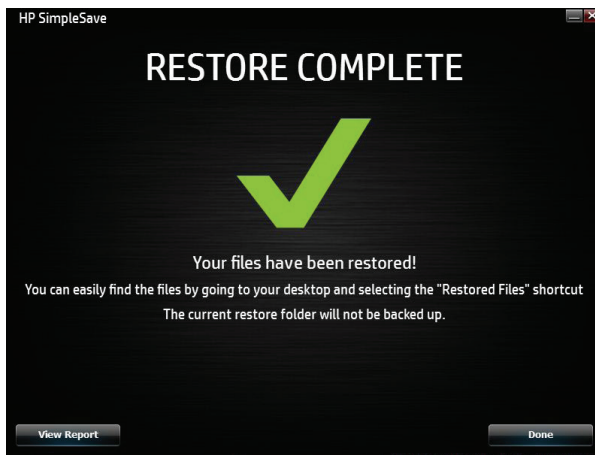 HP SimpleSave
RESTORE COMPLETE
Your files have been restored!
You can easily find the files by going to your desktop and selecting the "Restored Files" shortcut
The current restore folder will not be backed up.
View Report
Done